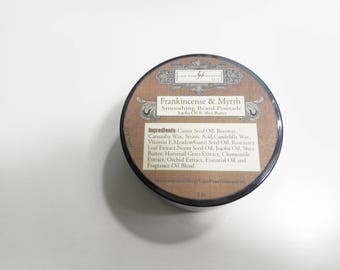 Frankincense & Myrrh
Smoothing Beard Pomade
Jojoba Oil & Shea Butter
Ingredients: Castor Seed Oil, Beeswax,
Carnauba Wax, Stearic Acid, Candelilla Wax,
Vitamin E, Meadowfoam Seed Oil, Rosemary
Leaf Extract, Neem Seed Oil, Jojoba Oil, Shea
Butter, Horsetail Grass Extract, Chamomile
Extract, Orchid Extract, Essential Oil and
Fragrance Oil Blend
2 oz